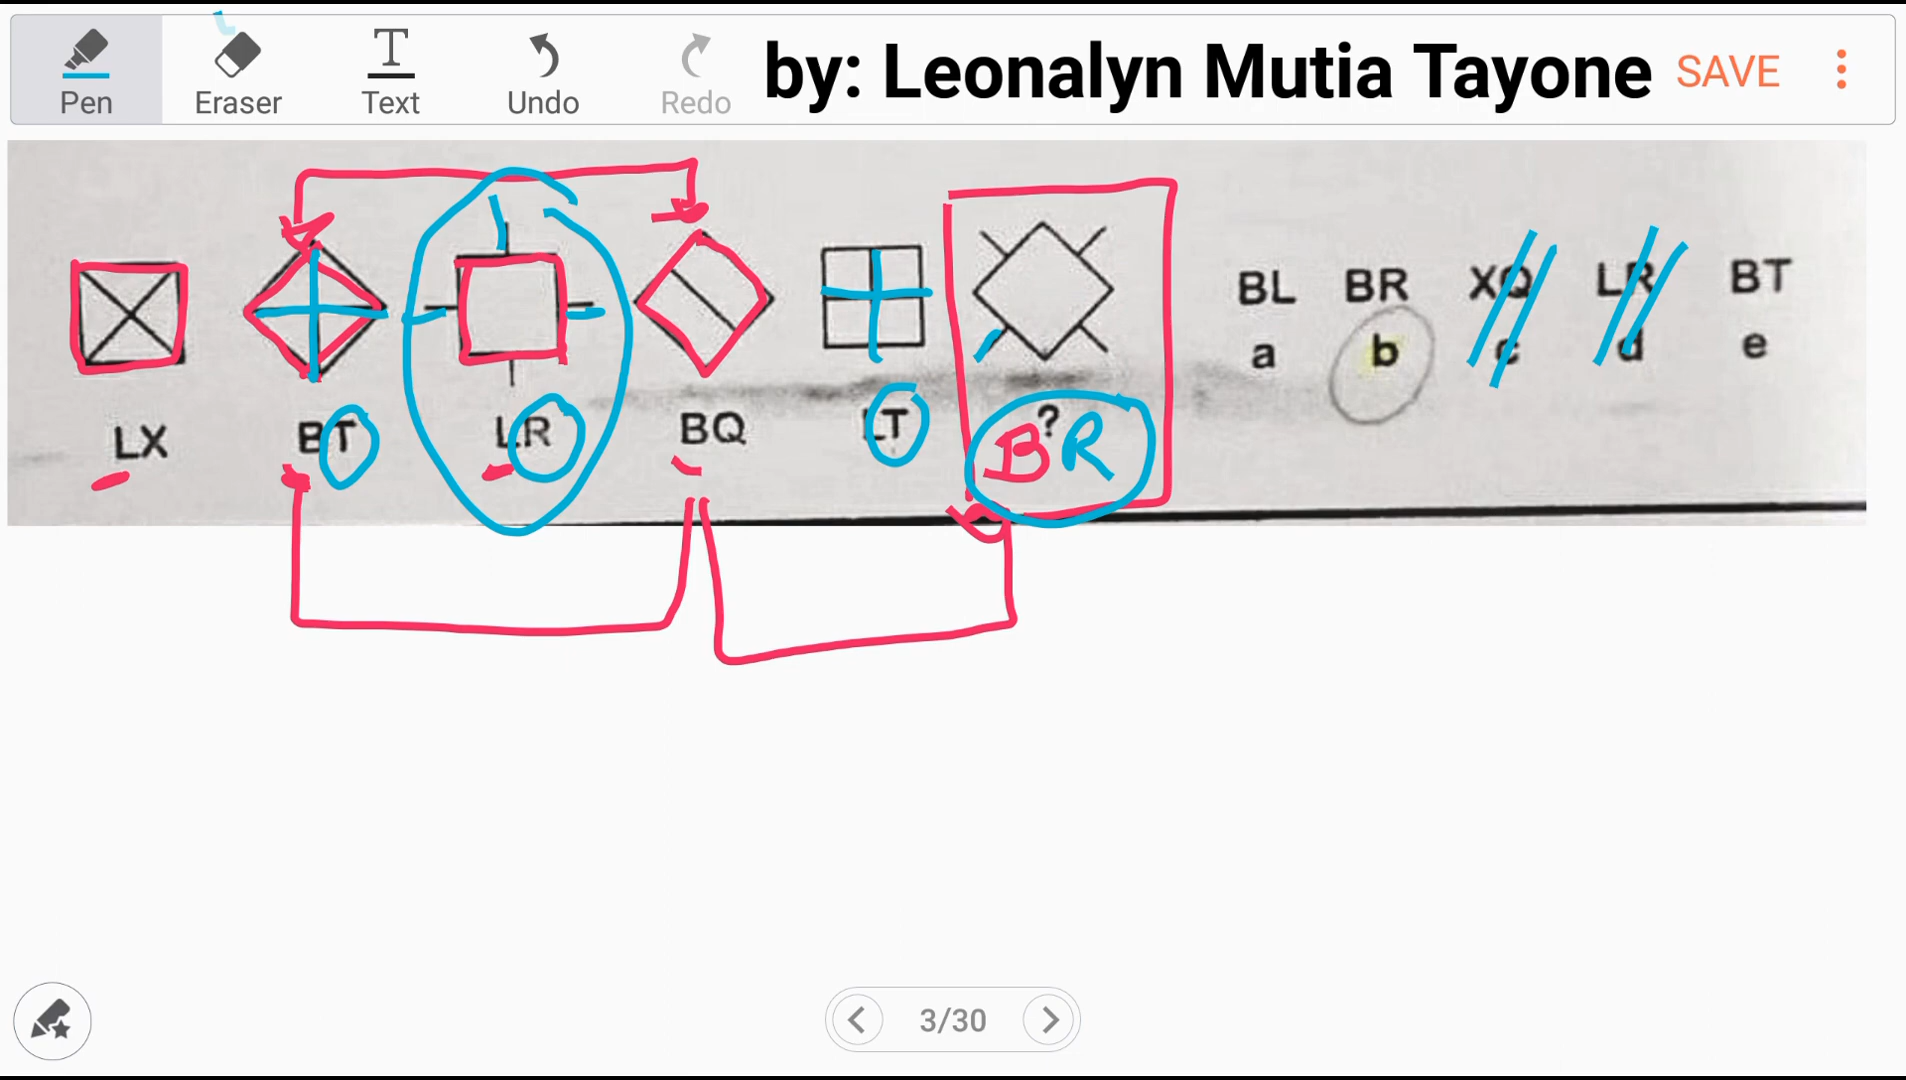 Pen
Eraser
Text
Undo
Redo
by: Leonalyn Mutia Tayone
SAVE
LX
BT
LR
BQ
LT
?
BR
BL BR XQ LR BT
a b c d e
3/30